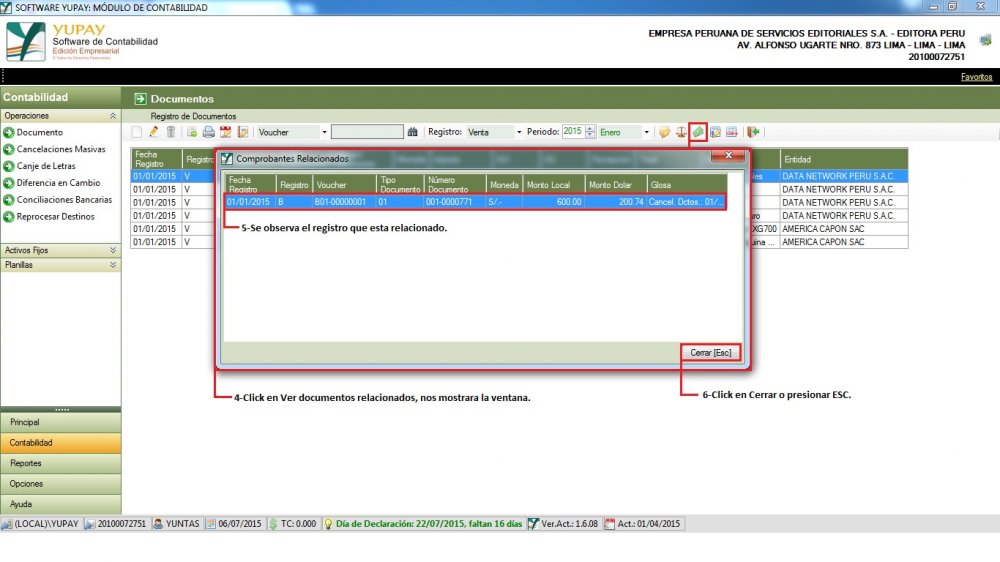 SOFTWARE YUPAY: MÓDULO DE CONTABILIDAD
YUPAY
Software de Contabilidad
Edición Empresarial
EMPRESA PERUANA DE SERVICIOS EDITORIALES S.A. - EDITORA PERU
AV. ALFONSO UGARTE NRO. 873 LIMA - LIMA - LIMA
20100072751
Favoritos
Contabilidad
Documentos
Operaciones
Registro de Documentos
Documento
Cancelaciones Masivas
Canje de Letras
Diferencia en Cambio
Conciliaciones Bancarias
Reprocesar Destinos
Activos Fijos
Planillas
Voucher
Registro: Venta
Periodo: 2015 Enero
Fecha Registro
Registro
Entidad
01/01/2015 V DATA NETWORK PERU S.A.C.
01/01/2015 V DATA NETWORK PERU S.A.C.
01/01/2015 V DATA NETWORK PERU S.A.C.
01/01/2015 V DATA NETWORK PERU S.A.C.
01/01/2015 V XG700 AMERICA CAPON SAC
01/01/2015 V uina ... AMERICA CAPON SAC
Comprobantes Relacionados
Fecha Registro
Registro
Voucher
Tipo Documento
Número Documento
Moneda
Monto Local
Monto Dolar
Glosa
01/01/2015 B B01-00000001 01 001-0000771 S/.- 600.00 200.74 Cancel. Dctos.: 01/...
5-Se observa el registro que esta relacionado.
Cerrar [Esc]
4-Click en Ver documentos relacionados, nos mostrara la ventana.
6-Click en Cerrar o presionar ESC.
Principal
Contabilidad
Reportes
Opciones
Ayuda
(LOCAL)\YUPAY 20100072751 YUNTAS 06/07/2015 TC: 0.000 Día de Declaración: 22/07/2015, faltan 16 días Ver.Act.: 1.6.08 Act.: 01/04/2015